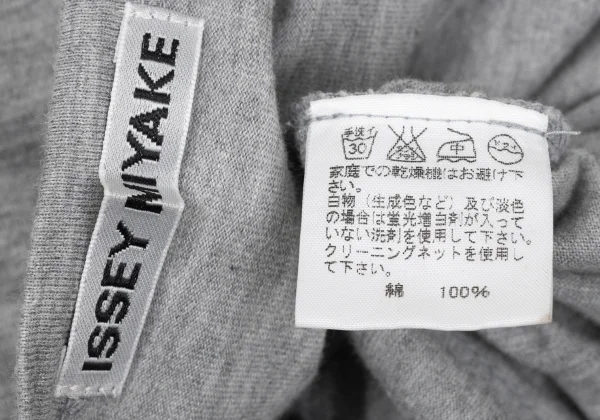 ISSEY MIYAKE
手洗イ
30
中
家庭での乾燥機はお避け下
さい。
白物(生成色など)及び淡色
の場合は蛍光増白剤が入って
いない洗剤を使用して下さい。
クリーニングネットを使用し
て下さい。
綿 100%